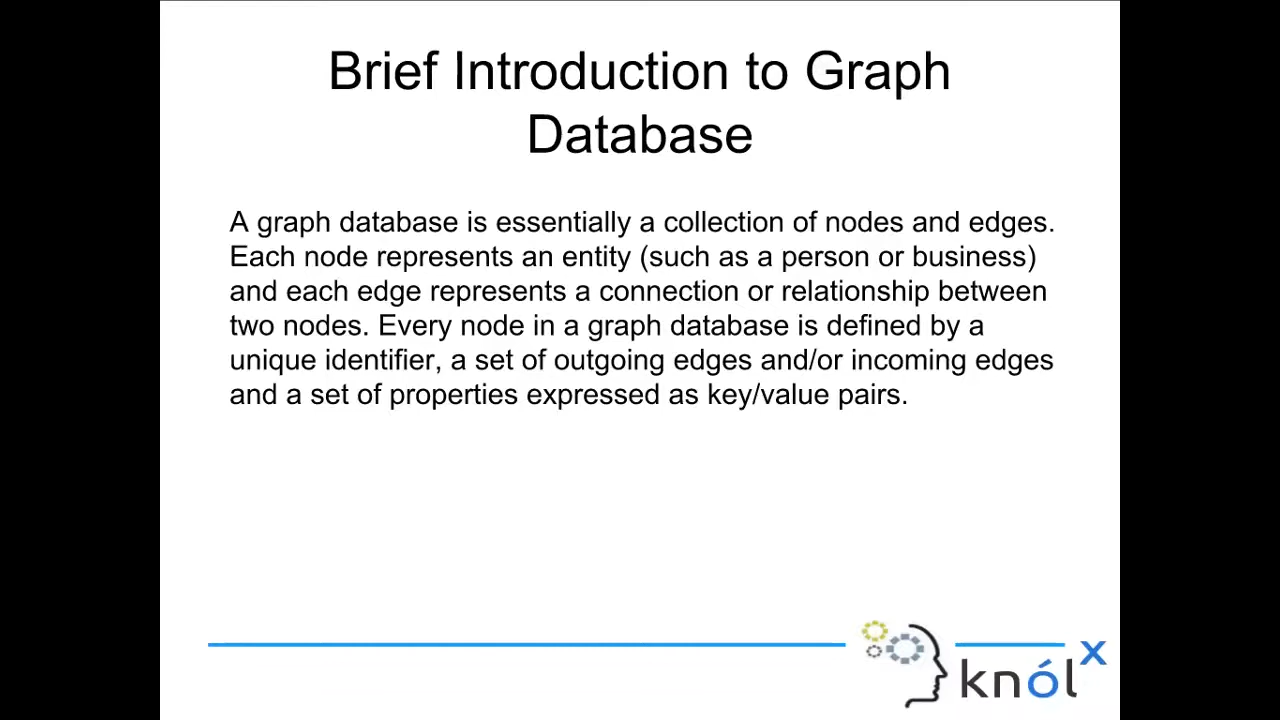 Brief Introduction to Graph
Database
A graph database is essentially a collection of nodes and edges.
Each node represents an entity (such as a person or business)
and each edge represents a connection or relationship between
two nodes. Every node in a graph database is defined by a
unique identifier, a set of outgoing edges and/or incoming edges
and a set of properties expressed as key/value pairs.
knól x